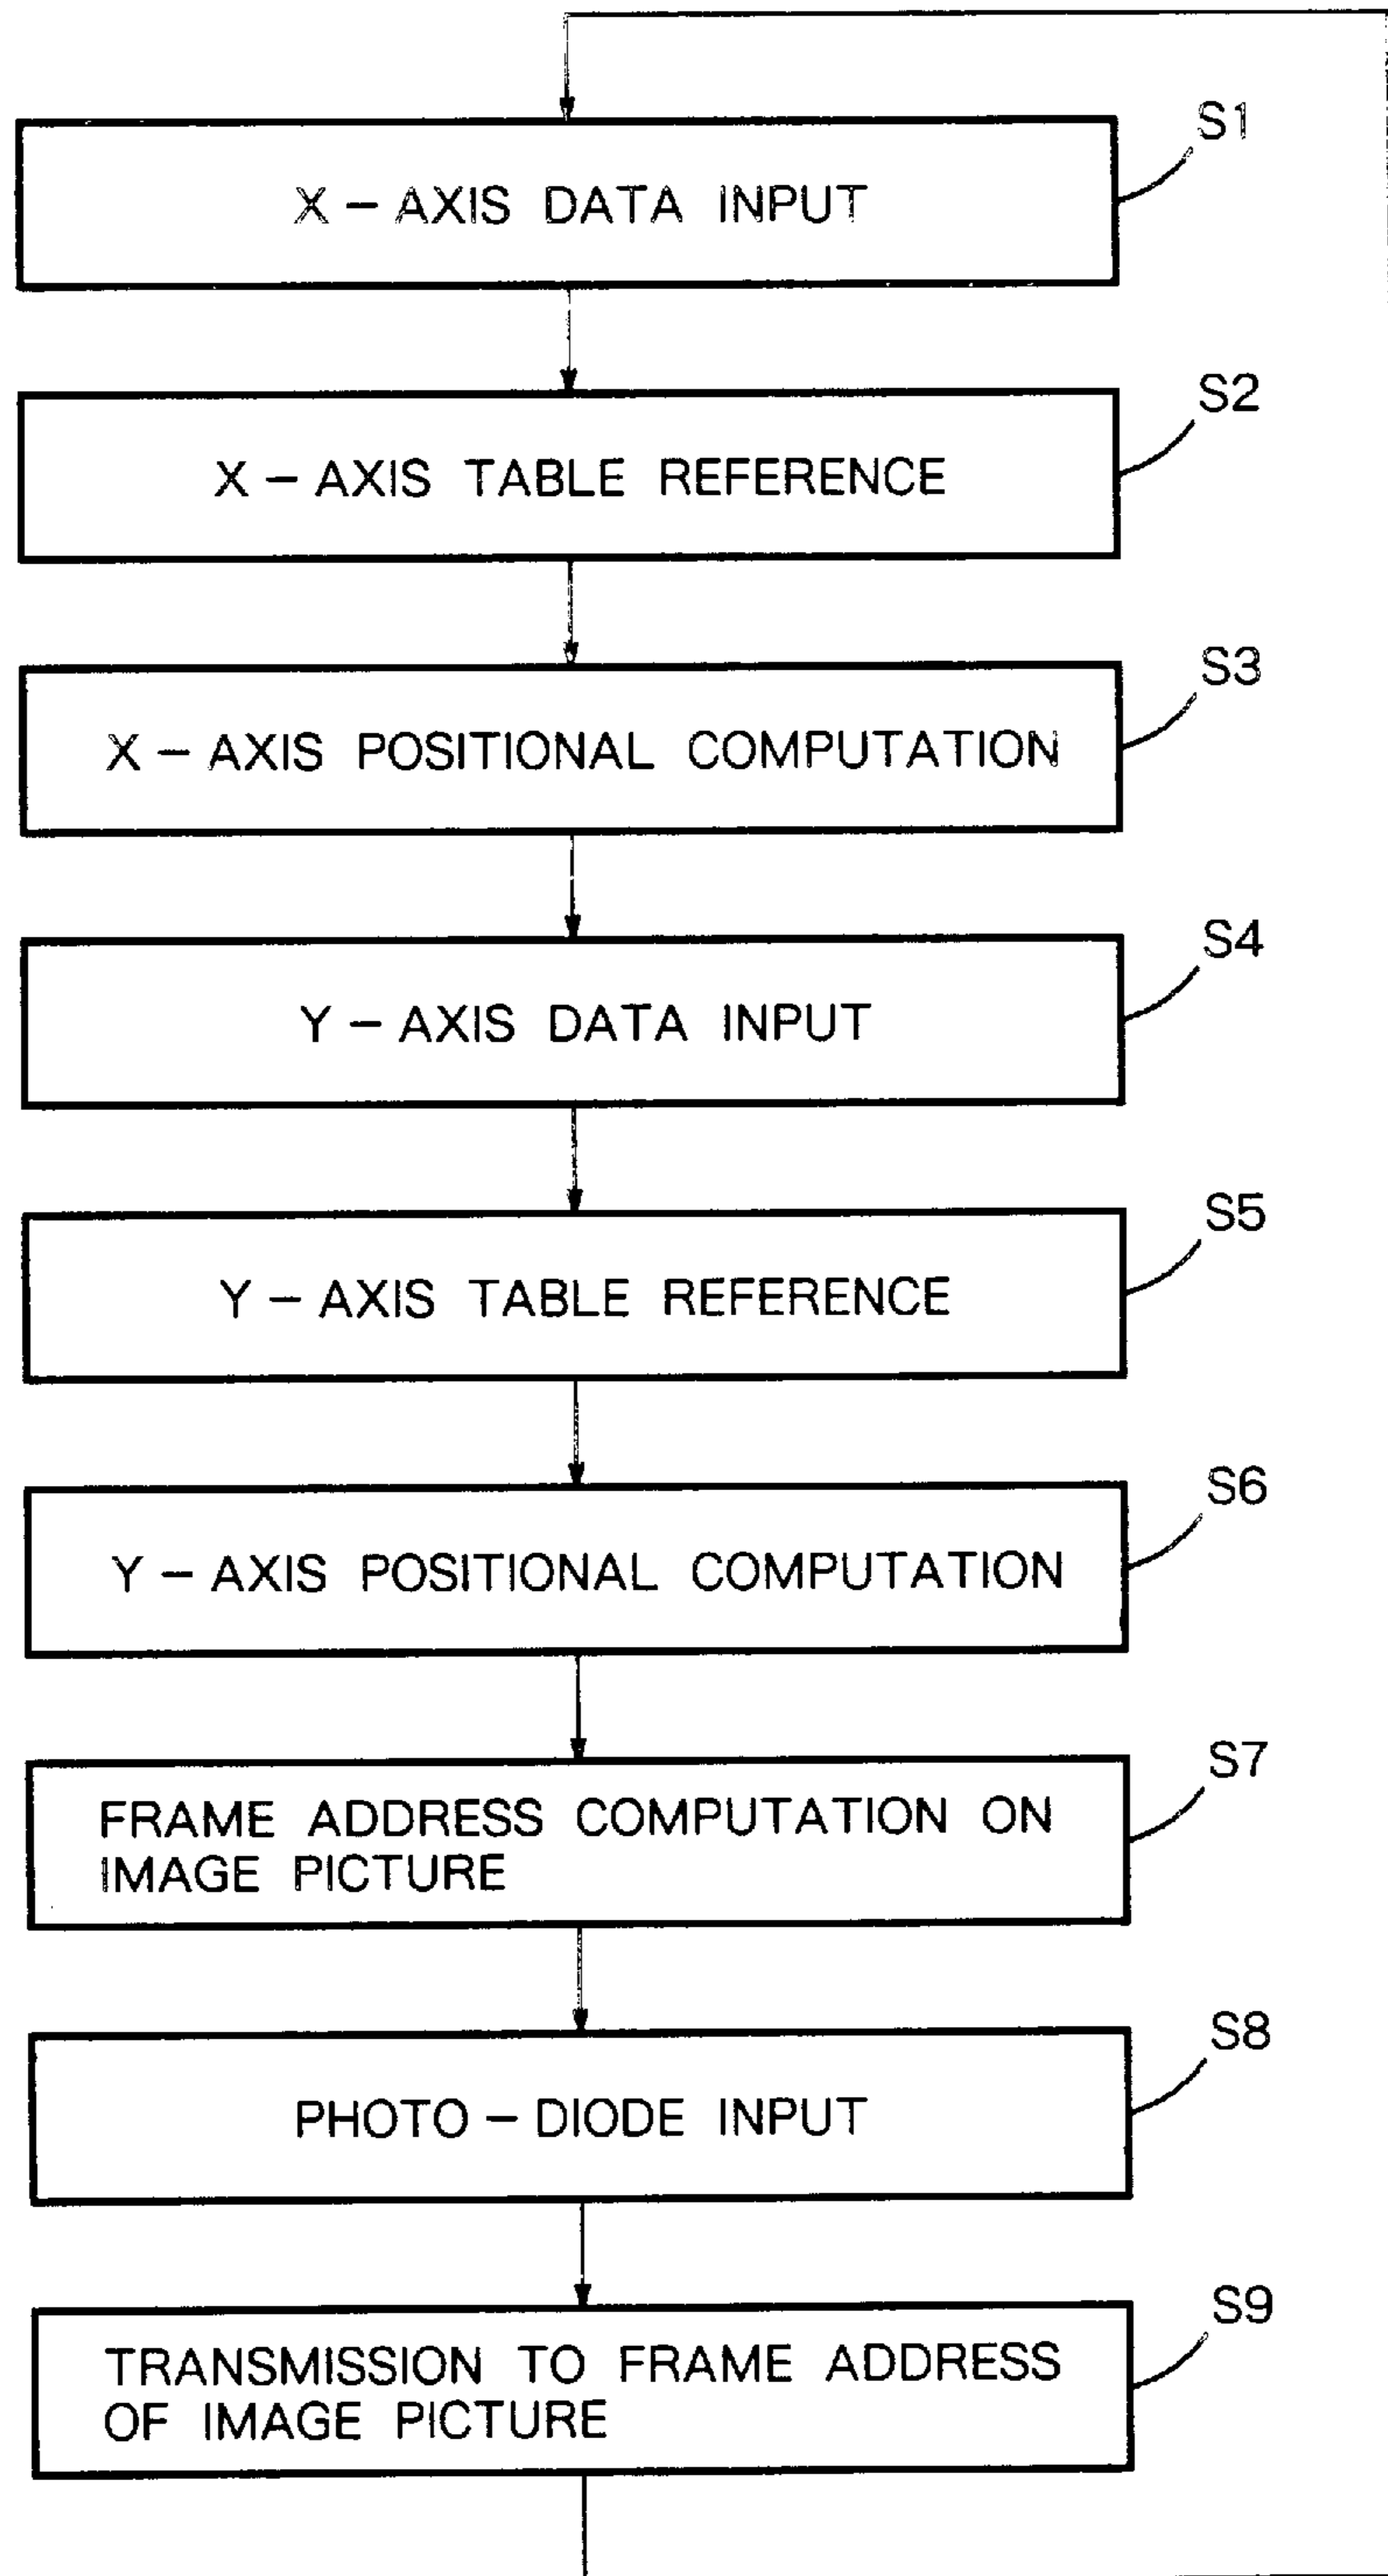 S1
X – AXIS DATA INPUT
S2
X – AXIS TABLE REFERENCE
S3
X – AXIS POSITIONAL COMPUTATION
S4
Y – AXIS DATA INPUT
S5
Y – AXIS TABLE REFERENCE
S6
Y – AXIS POSITIONAL COMPUTATION
S7
FRAME ADDRESS COMPUTATION ON
IMAGE PICTURE
S8
PHOTO – DIODE INPUT
S9
TRANSMISSION TO FRAME ADDRESS
OF IMAGE PICTURE